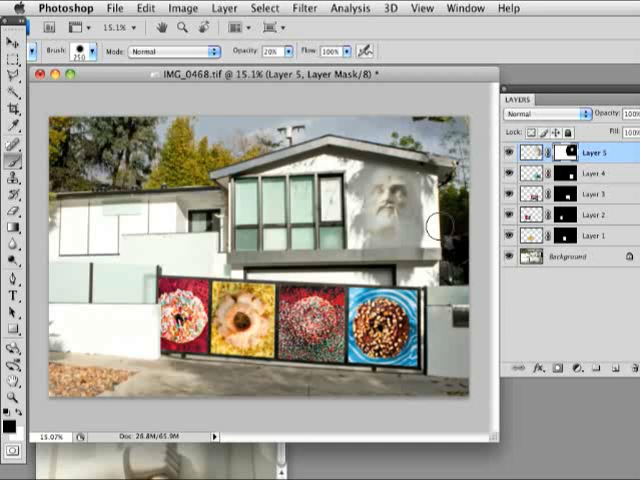 Photoshop File Edit Image Layer Select Filter Analysis 3D View Window Help
15.1%
Brush: 250 Mode: Normal Opacity: 20% Flow: 100%
IMG_0468.tif @ 15.1% (Layer 5, Layer Mask/8) *
LAYERS
Normal Opacity: 100%
Lock: Fill: 100%
Layer 5
Layer 4
Layer 3
Layer 2
Layer 1
Background
15.07% Doc: 28.8M/65.9M